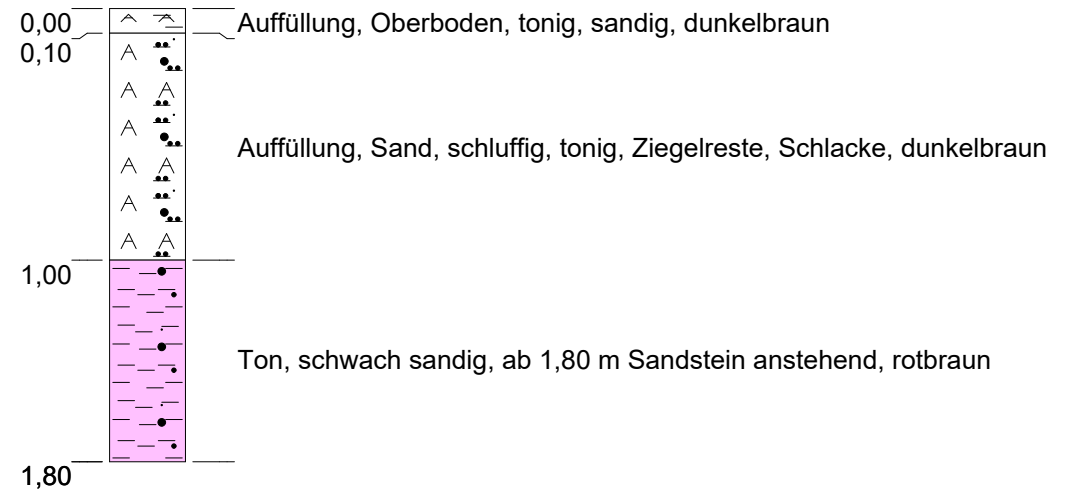 0,00
Auffüllung, Oberboden, tonig, sandig, dunkelbraun
0,10
Auffüllung, Sand, schluffig, tonig, Ziegelreste, Schlacke, dunkelbraun
1,00
Ton, schwach sandig, ab 1,80 m Sandstein anstehend, rotbraun
1,80